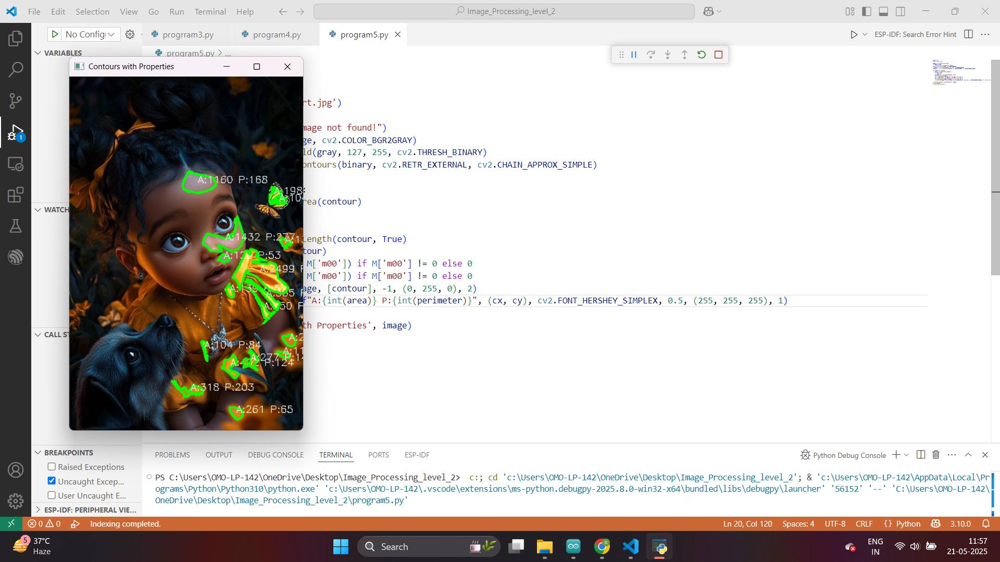 File Edit Selection View Go Run Terminal Help
Image_Processing_level_2
No Config
progrram3.py
program4.py
program5.py
ESP-IDF: Search Error Hint
VARIABLES
program5.py > ...
Contours with Properties
rt.jpg')
mage not found!")
ge, cv2.COLOR_BGR2GRAY)
ld(gray, 127, 255, cv2.THRESH_BINARY)
ontours(binary, cv2.RETR_EXTERNAL, cv2.CHAIN_APPROX_SIMPLE)
:
rea(contour)
Length(contour, True)
tour)
M['m00']) if M['m00'] != 0 else 0
M['m00']) if M['m00'] != 0 else 0
age, [contour], -1, (0, 255, 0), 2)
f"A:{int(area)} P:{int(perimeter)}", (cx, cy), cv2.FONT_HERSHEY_SIMPLEX, 0.5, (255, 255, 255), 1)
th Properties', image)
A:1160 P:168
A:198
A:10
A:1432 P:277
P:53
A:2499
A:104 P:84
A:277 P:1
P:124
A:318 P:203
A:261 P:65
WATCH
CALL ST
BREAKPOINTS
Raised Exceptions
Uncaught Excep...
User Uncaught E...
ESP-IDF: PERIPHERAL VIE...
PROBLEMS OUTPUT DEBUG CONSOLE TERMINAL PORTS ESP-IDF
Python Debug Console
PS C:\Users\OMO-LP-142\OneDrive\Desktop\Image_Processing_level_2> c:; cd 'c:\Users\OMO-LP-142\OneDrive\Desktop\Image_Processing_level_2'; & 'c:\Users\OMO-LP-142\AppData\Local\Pr
ograms\Python\Python310\python.exe' 'c:\Users\OMO-LP-142\.vscode\extensions\ms-python.debugpy-2025.8.0-win32-x64\bundled\libs\debugpy\launcher' '56152' '--' 'C:\Users\OMO-LP-142\
OneDrive\Desktop\Image_Processing_level_2\program5.py'
0 0 Indexing completed.
Ln 20, Col 120 Spaces: 4 UTF-8 CRLF {} Python 3.10.0
1
5
37°C
Haze
Search
ENG
IN
11:57
21-05-2025